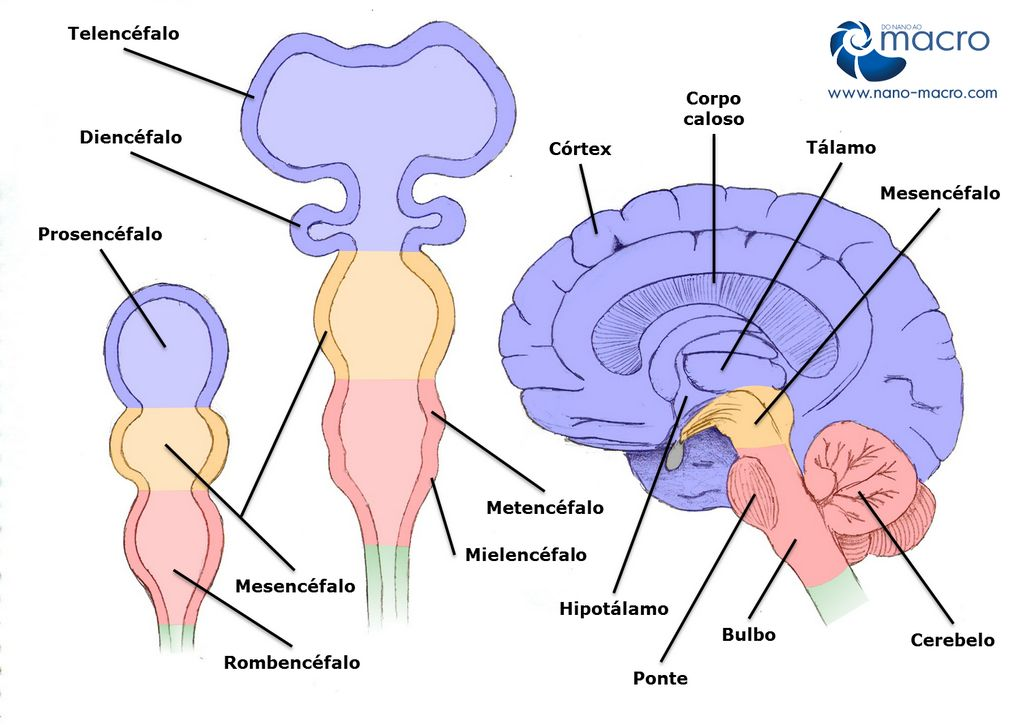 Telencéfalo
Diencéfalo
Prosencéfalo
Mesencéfalo
Rombencéfalo
Metencéfalo
Mielencéfalo
DO NANO AO
macro
www.nano-macro.com
Corpo
caloso
Córtex
Tálamo
Mesencéfalo
Hipotálamo
Ponte
Bulbo
Cerebelo